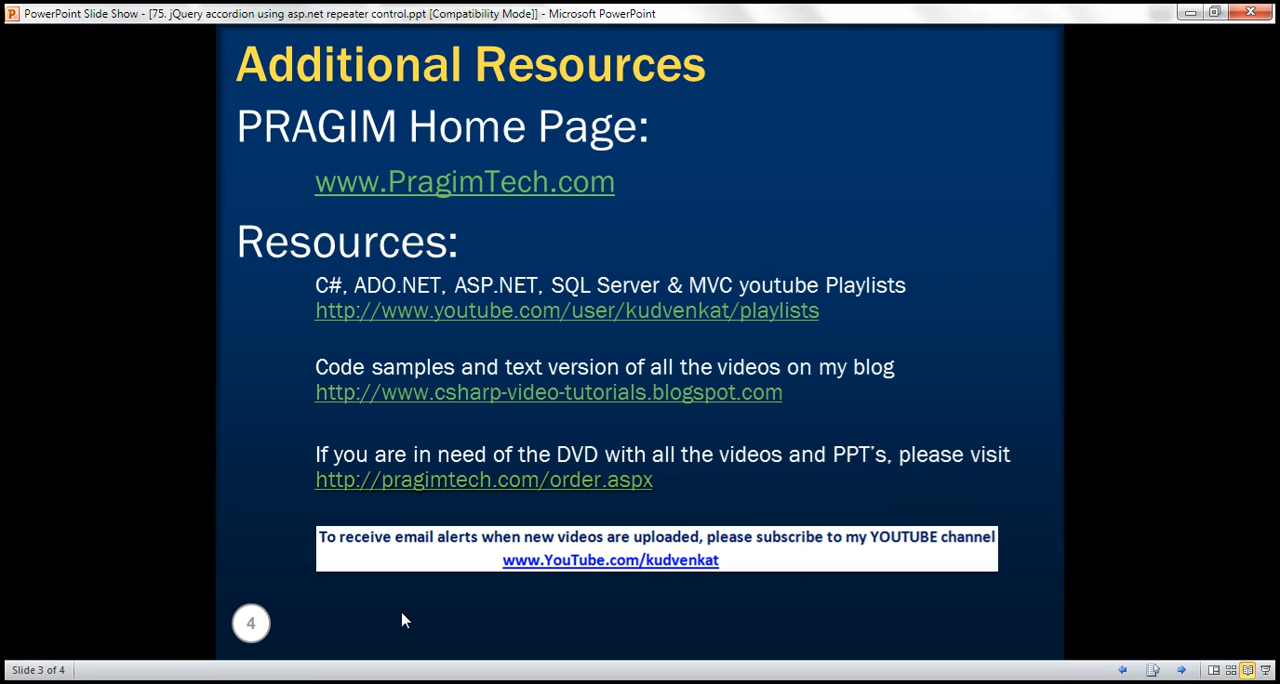 PowerPoint Slide Show - [75. jQuery accordion using asp.net repeater control.ppt [Compatibility Mode]] - Microsoft PowerPoint
Additional Resources
PRAGIM Home Page:
www.PragimTech.com
Resources:
C#, ADO.NET, ASP.NET, SQL Server & MVC youtube Playlists
http://www.youtube.com/user/kudvenkat/playlists
Code samples and text version of all the videos on my blog
http://www.csharp-video-tutorials.blogspot.com
If you are in need of the DVD with all the videos and PPT's, please visit
http://pragimtech.com/order.aspx
To receive email alerts when new videos are uploaded, please subscribe to my YOUTUBE channel
www.YouTube.com/kudvenkat
4
Slide 3 of 4